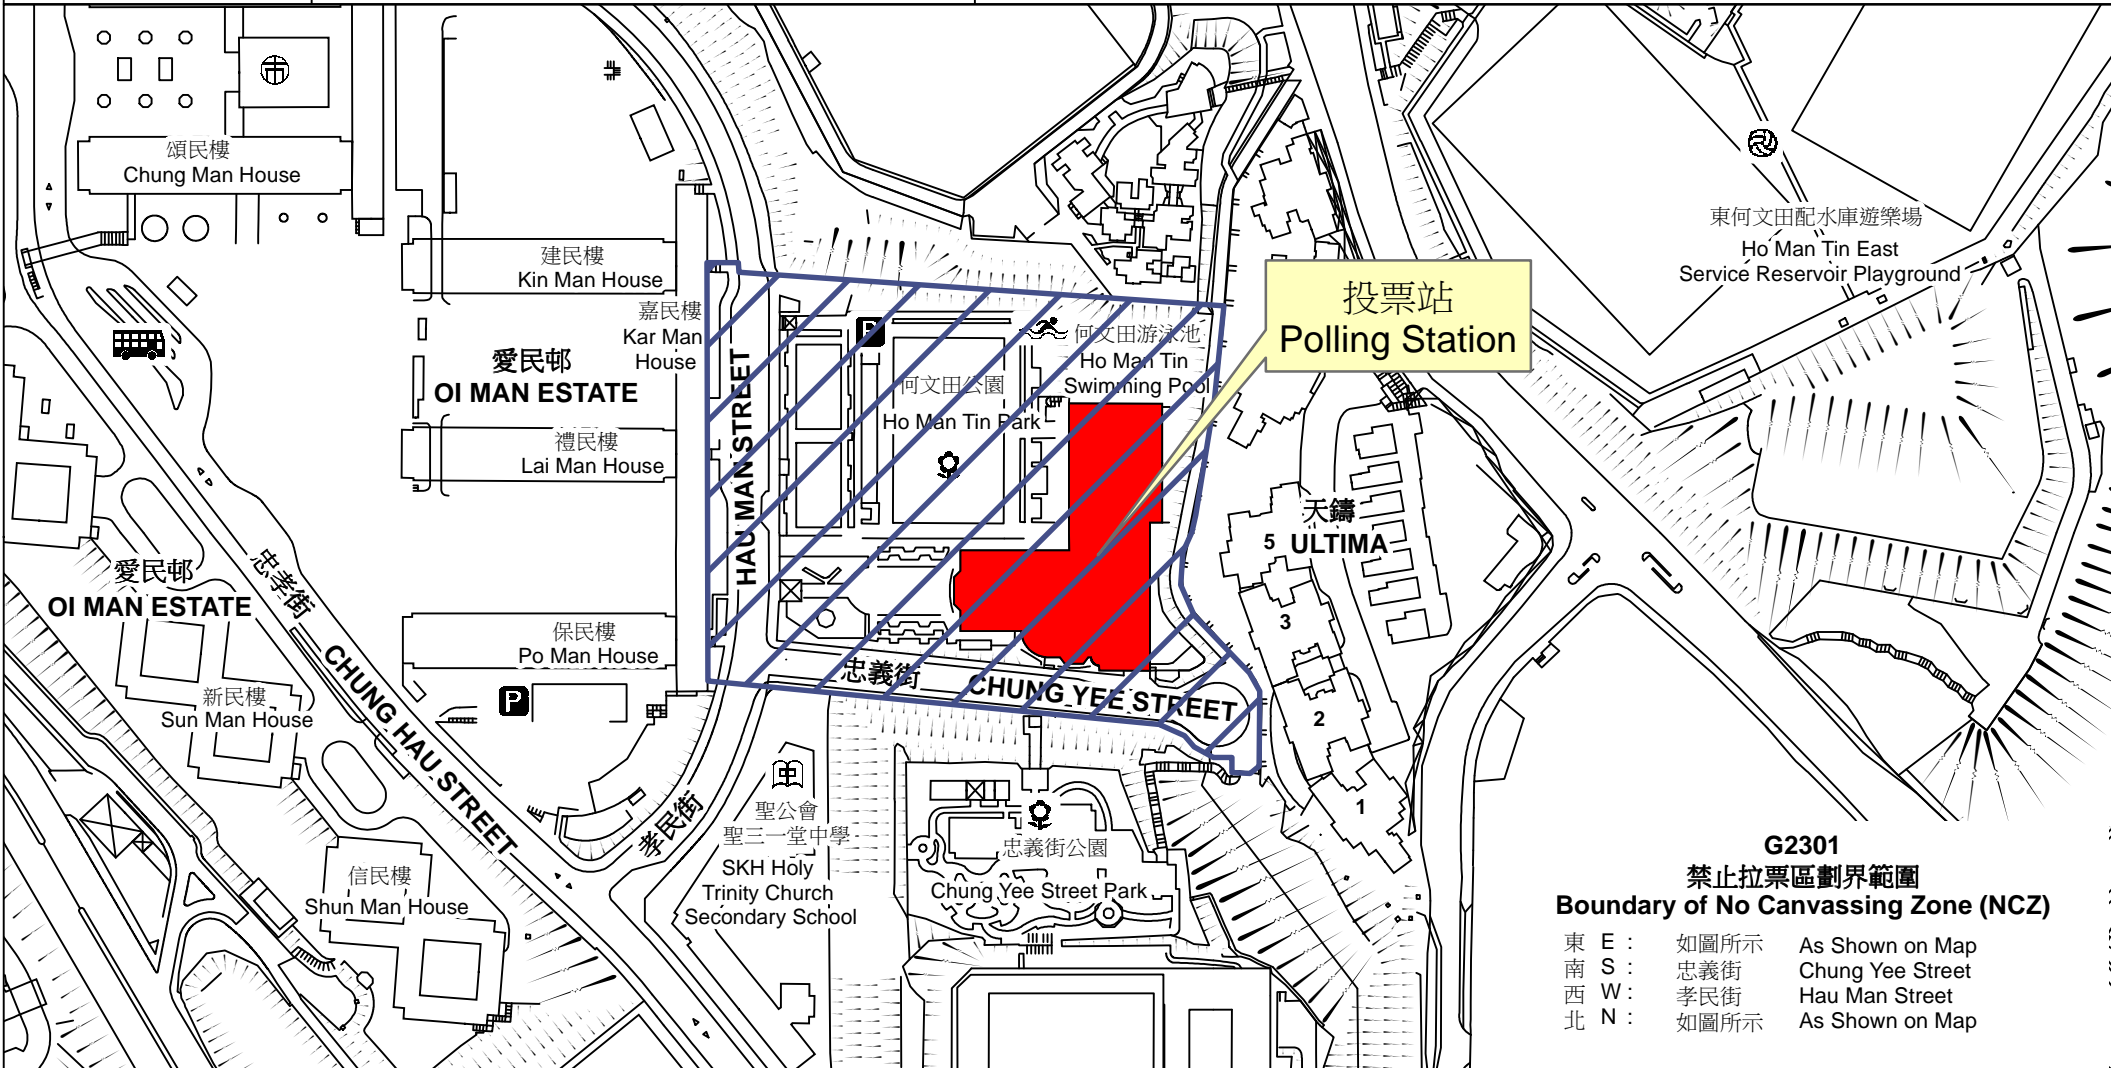 頌民樓
Chung Man House
建民樓
Kin Man House
嘉民樓
Kar Man
House
愛民邨
OI MAN ESTATE
禮民樓
Lai Man House
保民樓
Po Man House
P
愛民邨
OI MAN ESTATE
新民樓
Sun Man House
信民樓
Shun Man House
忠孝街
CHUNG HAU STREET
HAU MAN STREET
孝民街
P
何文田公園
Ho Man Tin Park
何文田游泳池
Ho Man Tin
Swimming Pool
投票站
Polling Station
忠義街
CHUNG YEE STREET
聖公會
聖三一堂中學
SKH Holy
Trinity Church
Secondary School
忠義街公園
Chung Yee Street Park
天鑄
ULTIMA
5
3
2
1
東何文田配水庫遊樂場
Ho Man Tin East
Service Reservoir Playground
G2301
禁止拉票區劃界範圍
Boundary of No Canvassing Zone (NCZ)
東 E : 如圖所示 As Shown on Map
南 S : 忠義街 Chung Yee Street
西 W : 孝民街 Hau Man Street
北 N : 如圖所示 As Shown on Map